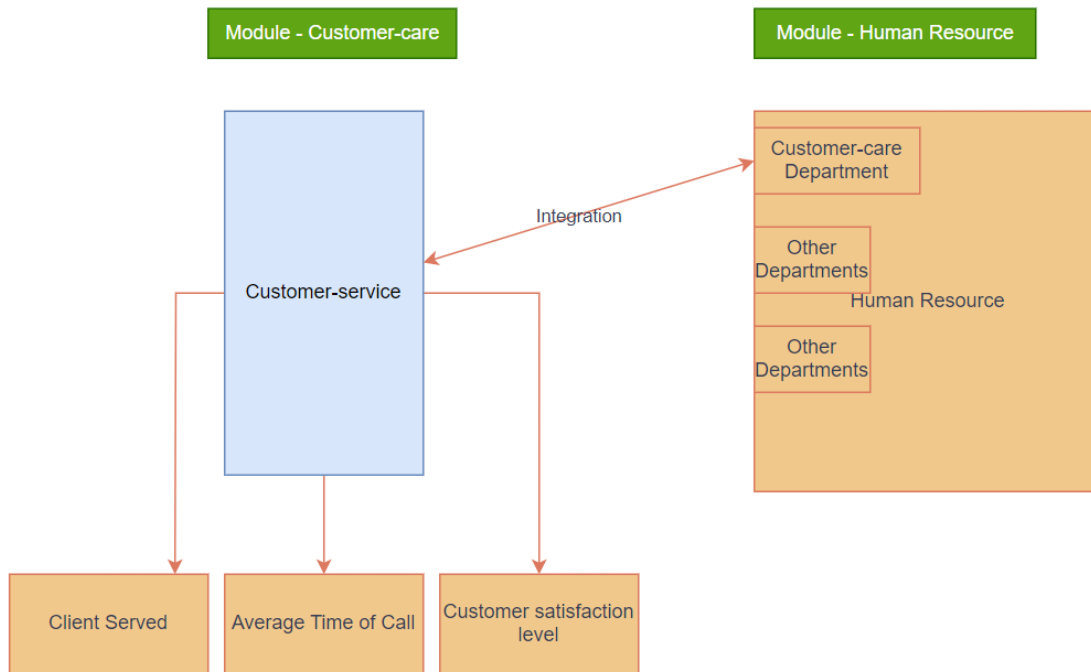 Module - Customer-care
Module - Human Resource
Customer-care
Department
Integration
Other
Departments
Customer-service
Human Resource
Other
Departments
Client Served
Average Time of Call
Customer satisfaction
level